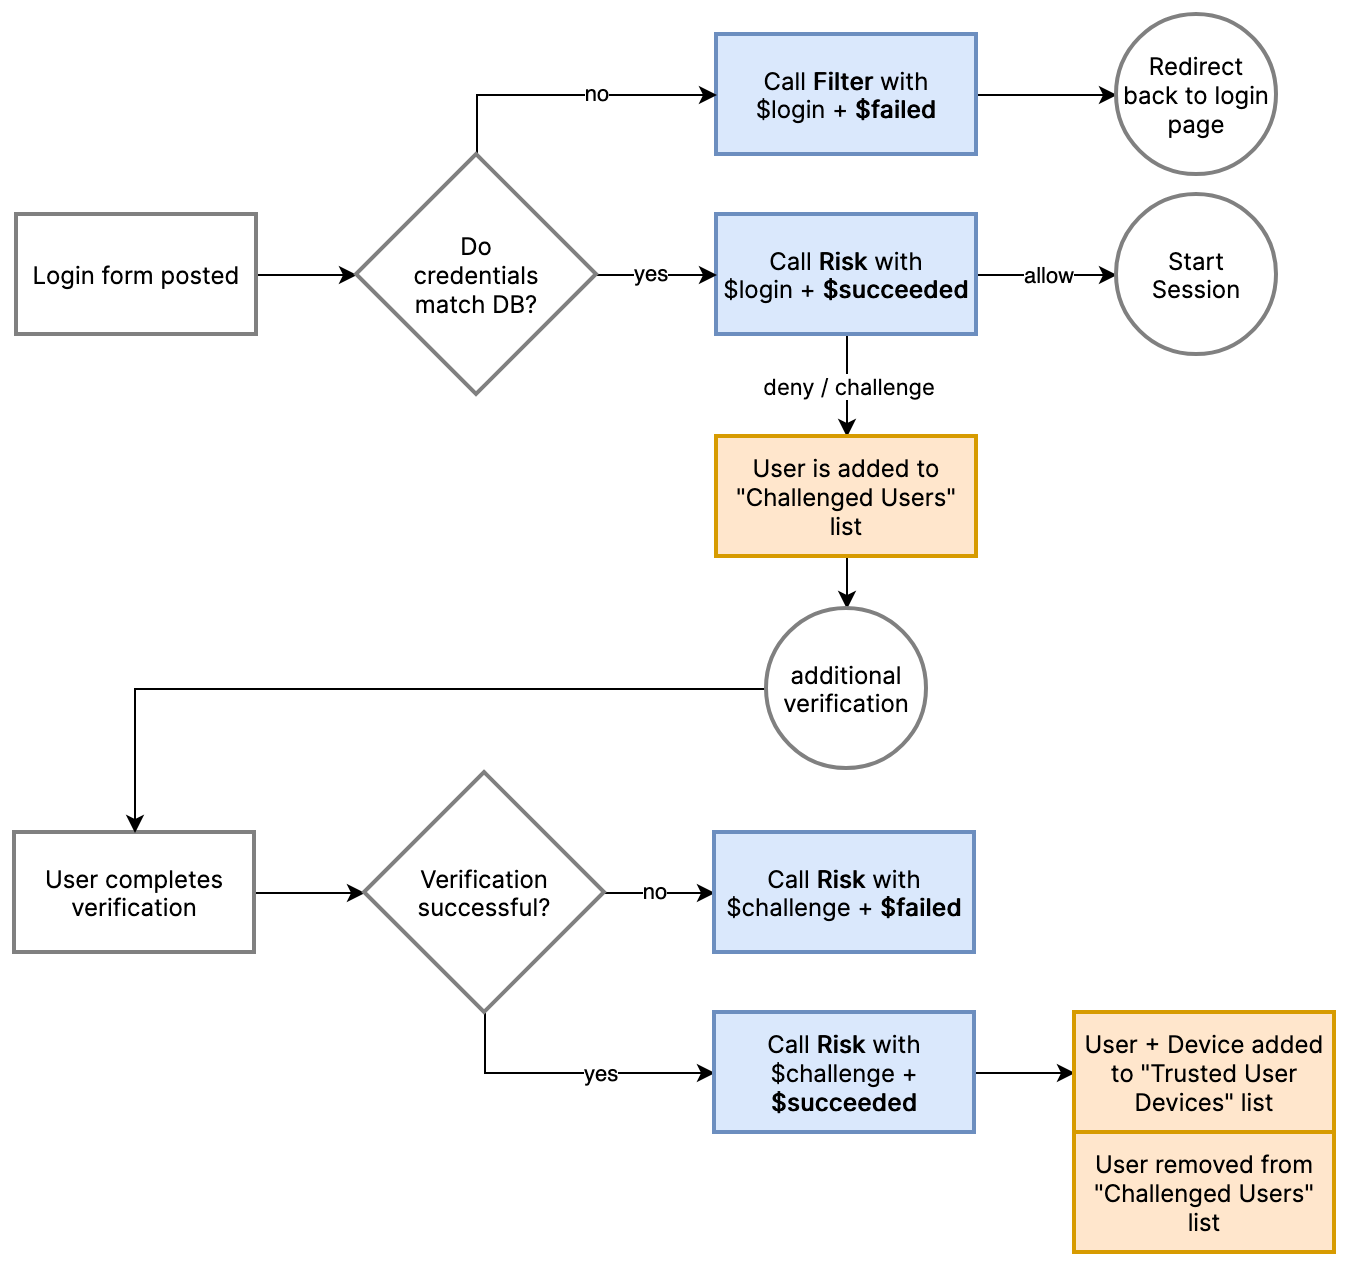 Call Filter with
$login + $failed
no
Redirect
back to login
page
Login form posted
Do
credentials
match DB?
yes
Call Risk with
$login + $succeeded
allow
Start
Session
deny / challenge
User is added to
"Challenged Users"
list
additional
verification
User completes
verification
Verification
successful?
no
Call Risk with
$challenge + $failed
yes
Call Risk with
$challenge +
$succeeded
User + Device added
to "Trusted User
Devices" list
User removed from
"Challenged Users"
list